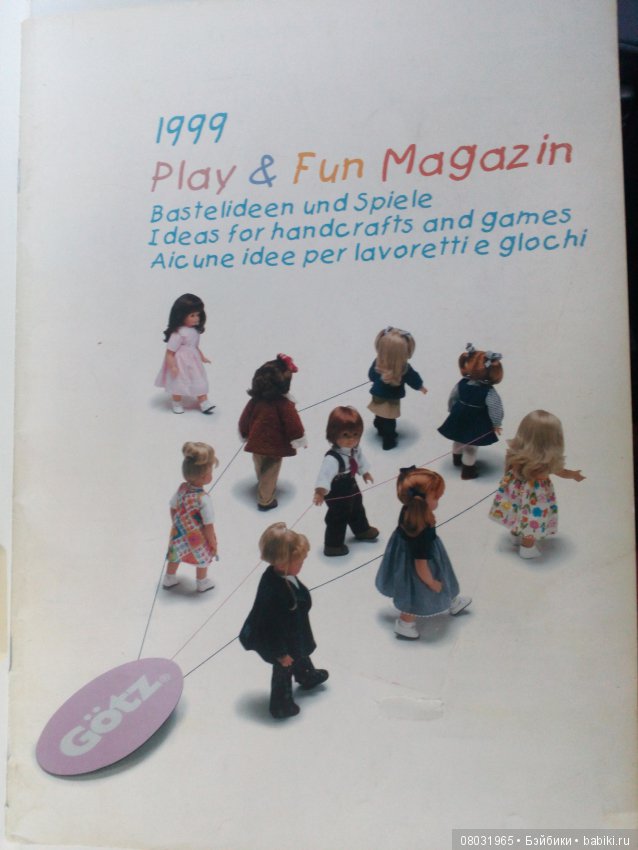 1999
Play & Fun Magazin
Bastelideen und Spiele
Ideas for handcrafts and games
Aicune idee per lavoretti e glochi
Götz®
08031965 • Бэйбики • babiki.ru